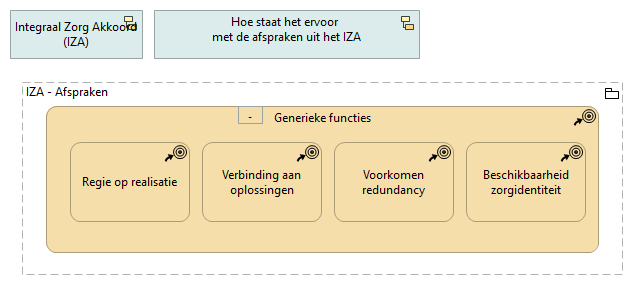 Integraal Zorg Akkoord
(IZA)
Hoe staat het ervoor
met de afspraken uit het IZA
IZA - Afspraken
- Generieke functies
Regie op realisatie
Verbinding aan
oplossingen
Voorkomen
redundancy
Beschikbaarheid
zorgidentiteit